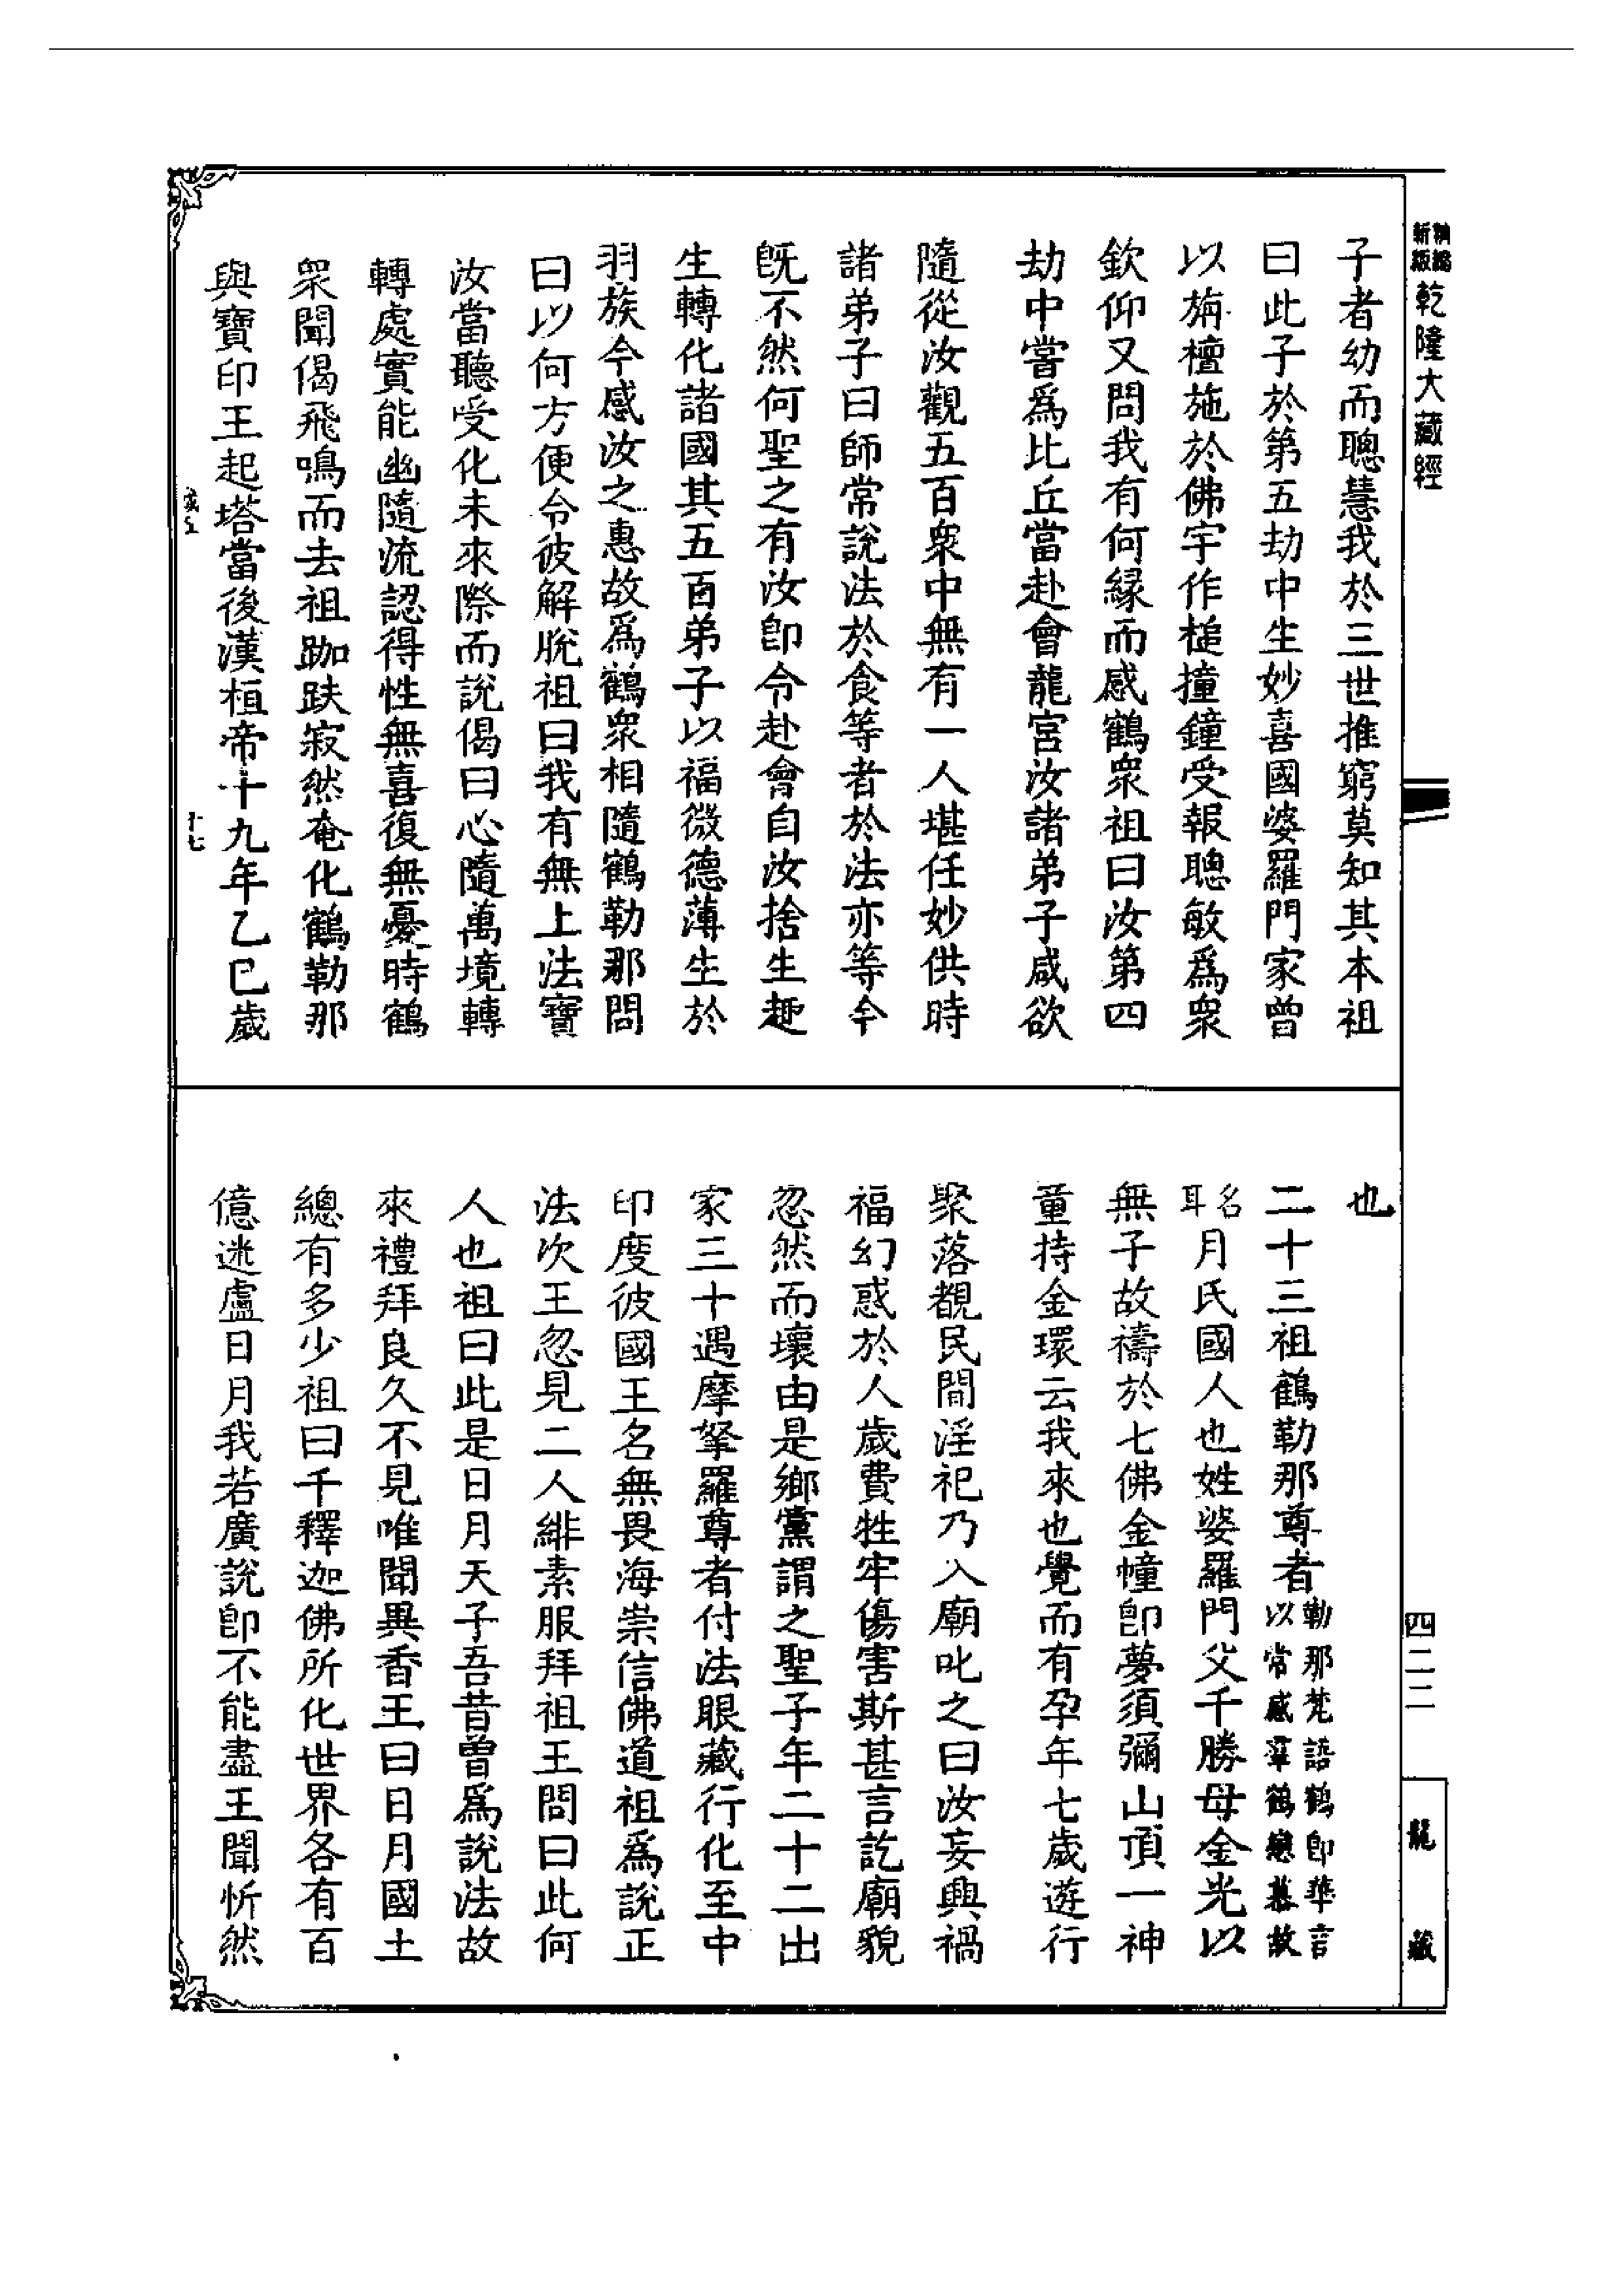 新編縮版
乾隆大藏經
子者幼而聰慧我於三世推窮莫知其本祖
曰此子於第五劫中生妙喜國婆羅門家曾
以旃檀施於佛宇作槌撞鐘受報聰敏為衆
欽仰又問我有何緣而感鶴衆祖曰汝第四
劫中嘗為比丘當赴會龍宮汝諸弟子咸欲
隨從汝觀五百衆中無有一人堪任妙供時
諸弟子曰師常說法於食等者於法亦等今
旣不然何聖之有汝卽令赴會自汝捨生趣
生轉化諸國其五百弟子以福微德薄生於
羽族今感汝之惠故為鶴衆相隨鶴勒那問
曰以何方便令彼解脫祖曰我有無上法寶
汝當聽受化未來際而說偈曰心隨萬境轉
轉處實能幽隨流認得性無喜復無憂時鶴
衆聞偈飛鳴而去祖跏趺寂然奄化鶴勒那
與寶印王起塔當後漢桓帝十九年乙巳歲
十七
也
二十三祖鶴勒那尊者勒那梵語鶴卽華言以常感羣鶴戀慕故
名耳月氏國人也姓婆羅門父千勝母金光以
無子故禱於七佛金幢卽夢須彌山頂一神
童持金環云我來也覺而有孕年七歲遊行
聚落覩民間淫祀乃入廟叱之曰汝妄興禍
福幻惑於人歲費牲牢傷害斯甚言訖廟貌
忽然而壞由是鄉黨謂之聖子年二十二出
家三十遇摩拏羅尊者付法眼藏行化至中
印度彼國王名無畏海崇信佛道祖為說正
法次王忽見二人緋素服拜祖王問曰此何
人也祖曰此是日月天子吾昔曾為說法故
來禮拜良久不見唯聞異香王曰日月國土
總有多少祖曰千釋迦佛所化世界各有百
億迷盧日月我若廣說卽不能盡王聞忻然
四二二
龍藏